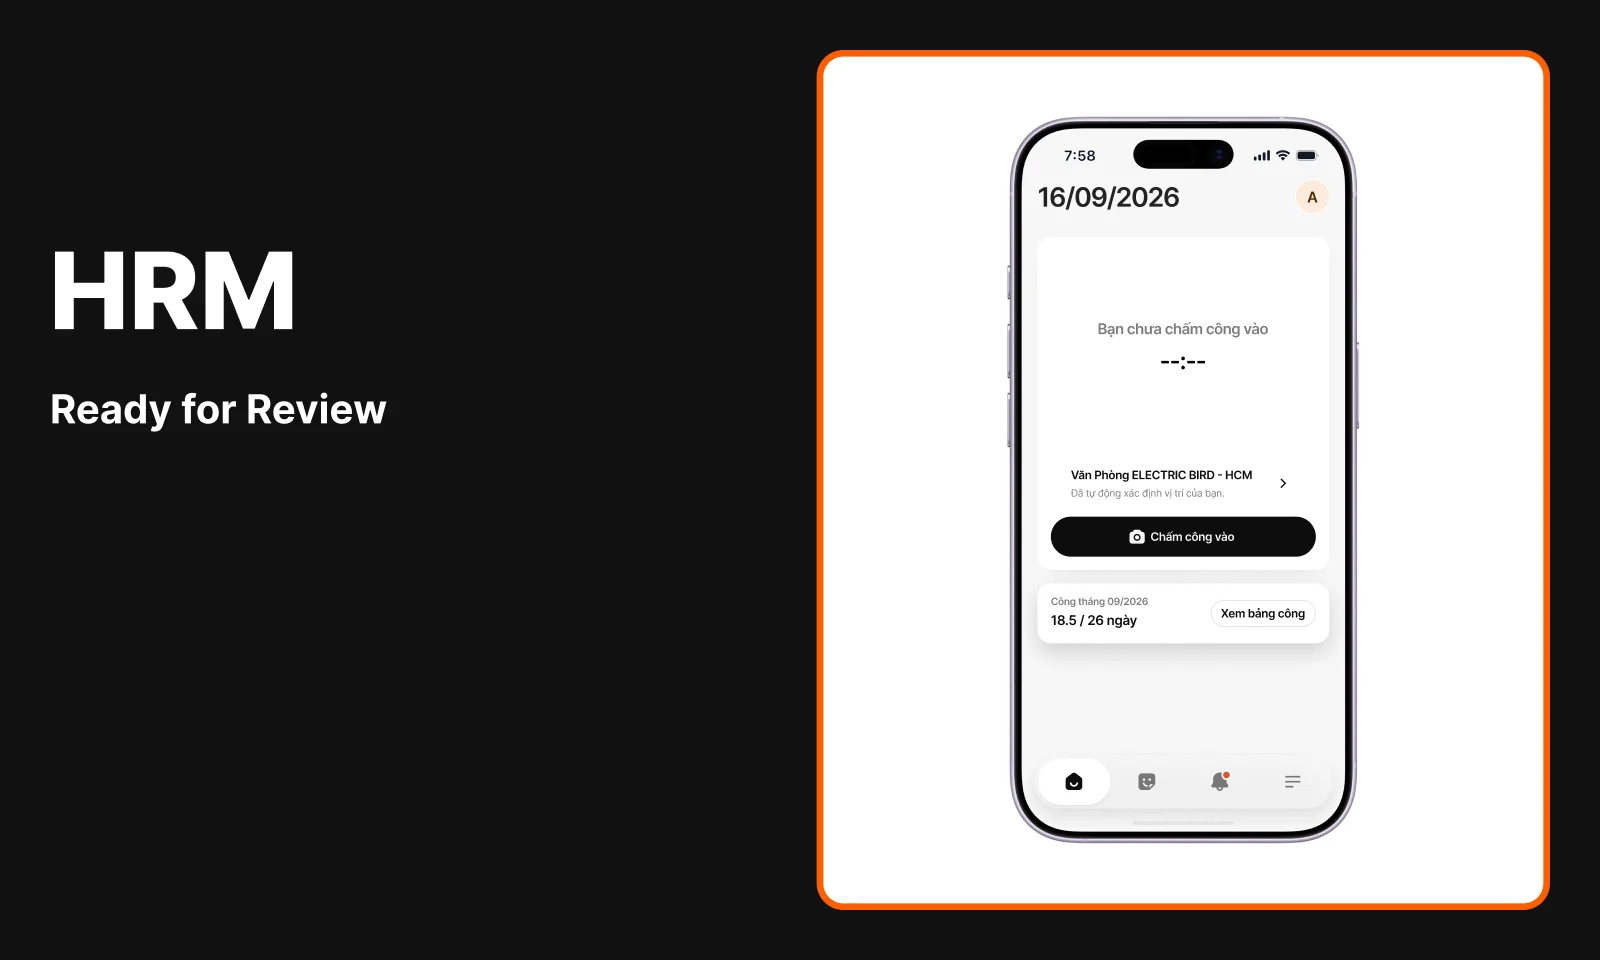 HRM
Ready for Review
7:58
16/09/2026
A
Bạn chưa chấm công vào
--:--
Văn Phòng ELECTRIC BIRD - HCM
Đã tự động xác định vị trí của bạn.
Chấm công vào
Công tháng 09/2026
18.5 / 26 ngày
Xem bảng công